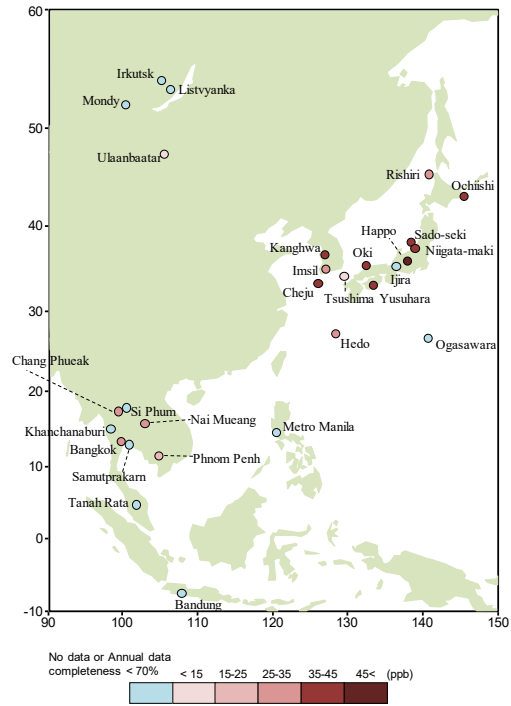 60
Irkutsk
Listvyanka
Mondy
50
Ulaanbaatar
Rishiri
Ochiishi
40
Happo
Sado-seki
Kanghwa
Oki
Niigata-maki
Imsil
Ijira
Cheju
Tsushima
Yusuhara
30
Hedo
Ogasawara
Chang Phueak
20
Si Phum
Nai Mueang
Khanchanaburi
Metro Manila
Bangkok
10
Phnom Penh
Samutprakarn
Tanah Rata
0
Bandung
-10
90 100 110 120 130 140 150
No data or Annual data
completeness < 70% < 15 15-25 25-35 35-45 45< (ppb)